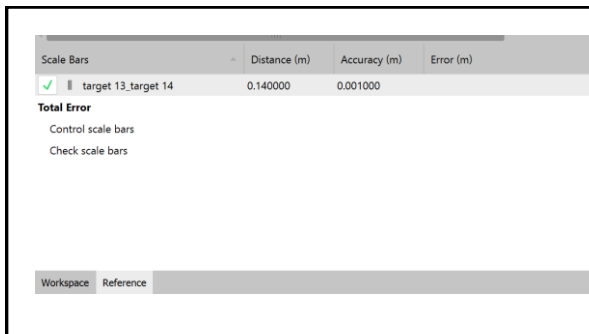 Scale Bars Distance (m) Accuracy (m) Error (m)
target 13_target 14 0.140000 0.001000
Total Error
Control scale bars
Check scale bars
Workspace Reference